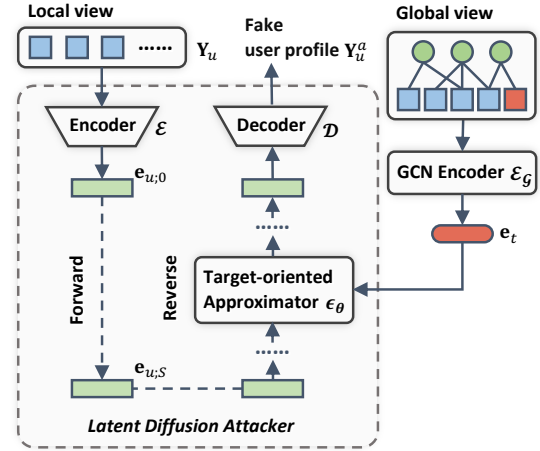 Local view
Y_u
Fake
user profile Y_u^a
Global view
Encoder ℰ
Decoder 𝒟
GCN Encoder ℰ_𝒢
e_{u;0}
e_t
......
Forward
Reverse
Target-oriented
Approximator ϵ_θ
......
e_{u;S}
Latent Diffusion Attacker